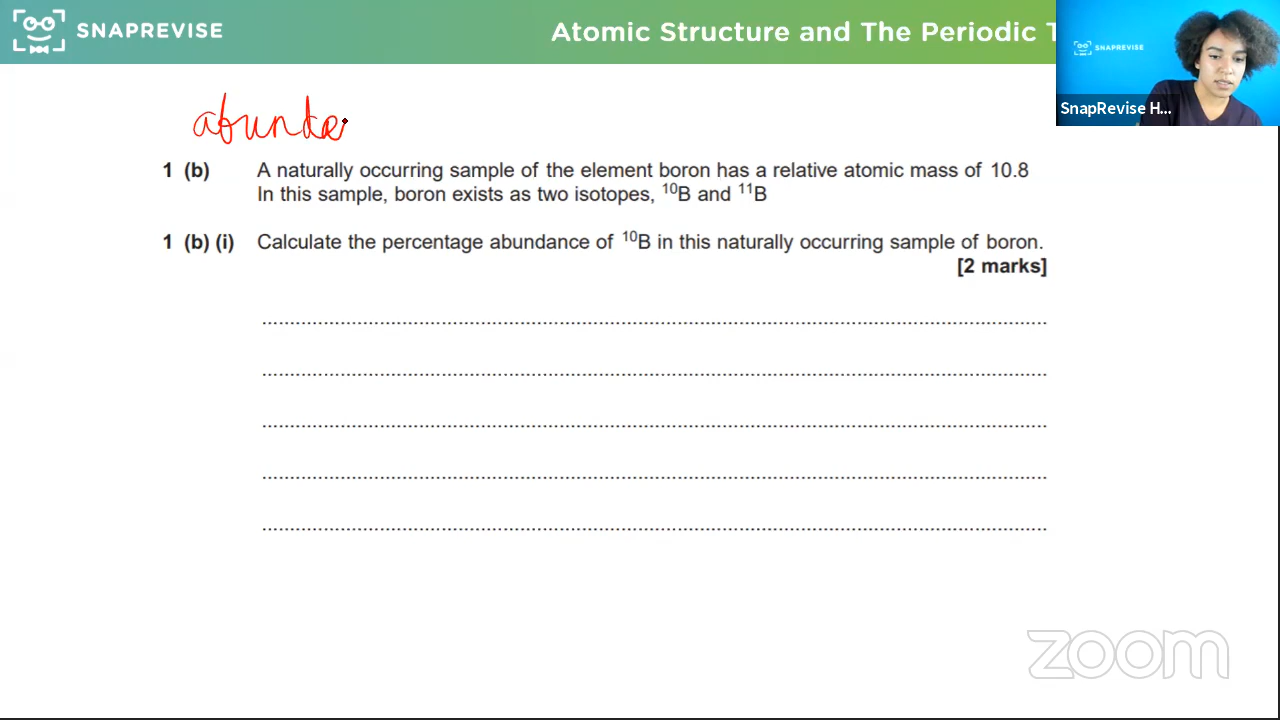 SNAPREVISE
Atomic Structure and The Periodic T
SNAPREVISE
SnapRevise H...
abunda
1 (b) A naturally occurring sample of the element boron has a relative atomic mass of 10.8
In this sample, boron exists as two isotopes, ¹⁰B and ¹¹B
1 (b) (i) Calculate the percentage abundance of ¹⁰B in this naturally occurring sample of boron.
[2 marks]
zoom